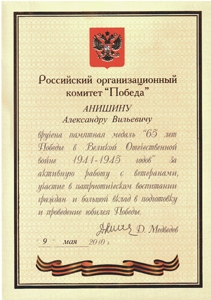 Российский организационный
комитет "Победа"
АНИШИНУ
Александру Вильевичу
вручена памятная медаль "65 лет
Победы в Великой Отечественной
войне 1941-1945 годов" за
активную работу с ветеранами,
участие в патриотическом воспитании
граждан и большой вклад в подготовку
и проведение юбилея Победы.
Д. Медведев
9 мая 2010 г.